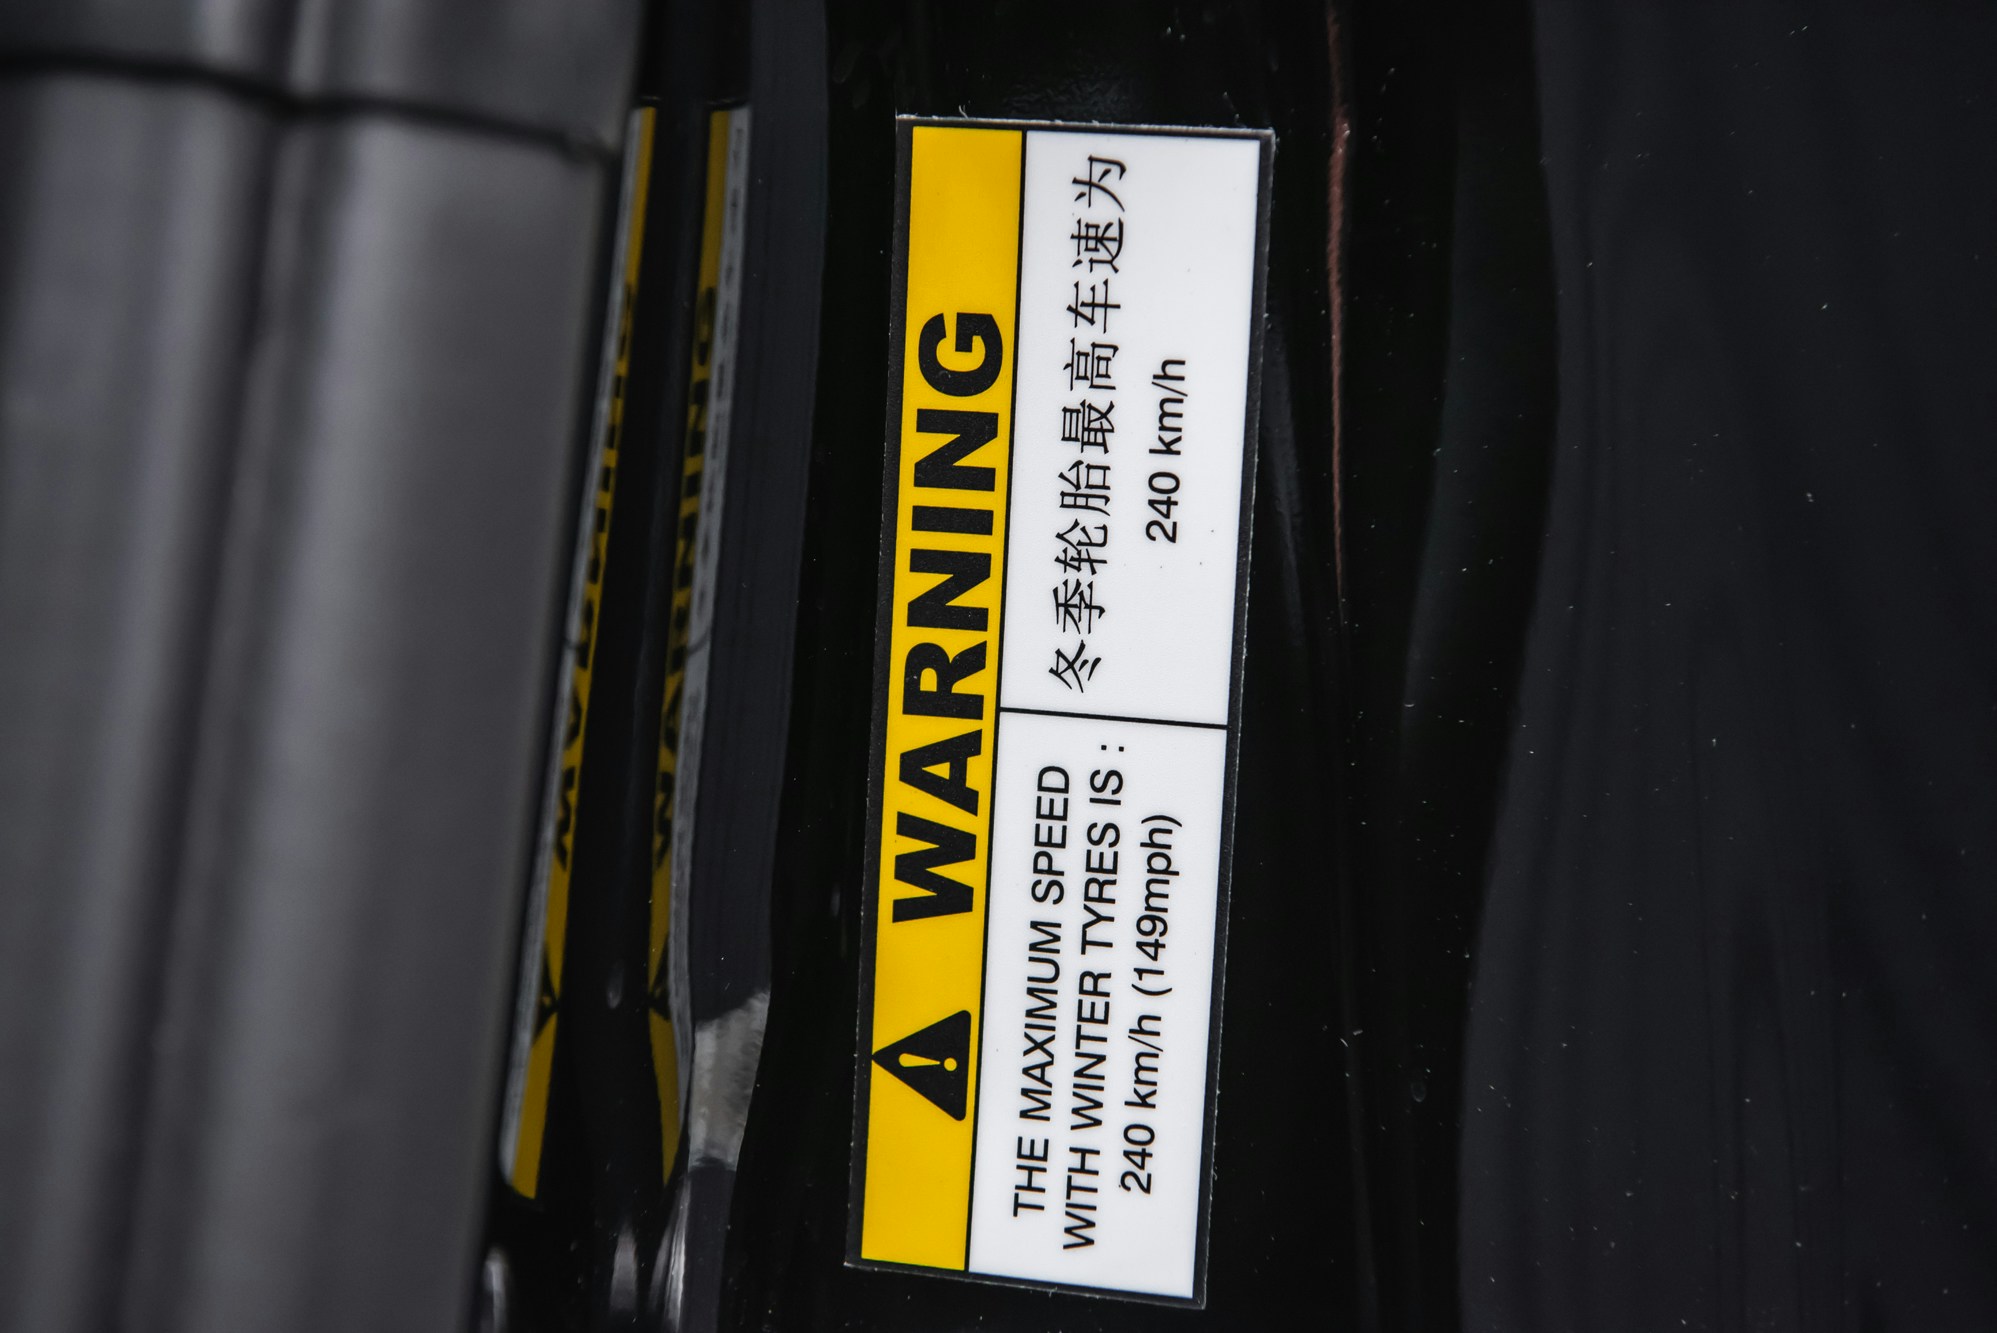 WARNING
THE MAXIMUM SPEED
WITH WINTER TYRES IS :
240 km/h (149mph)
冬季轮胎最高车速为
240 km/h